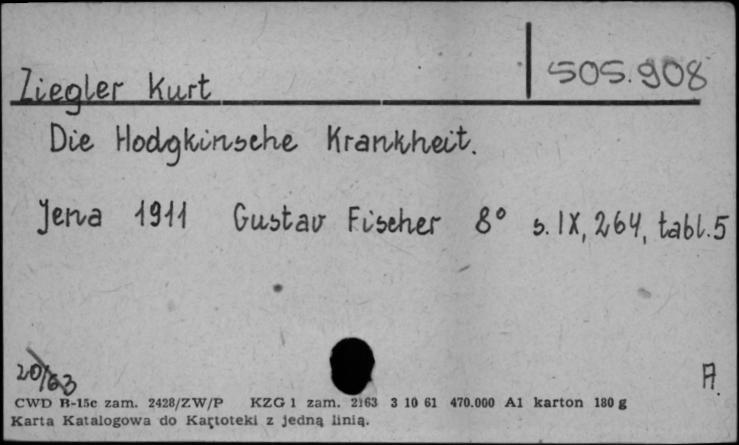 505.908
Ziegler Kurt
Die Hodgkinsche Krankheit.
Jena 1911 Gustav Fischer 8° s. IX, 264, tabl. 5
20/63
A
CWD B-15c zam. 2428/ZW/P KZG 1 zam. 2163 3 10 61 470.000 A1 karton 180 g
Karta Katalogowa do Kartoteki z jedną linią.